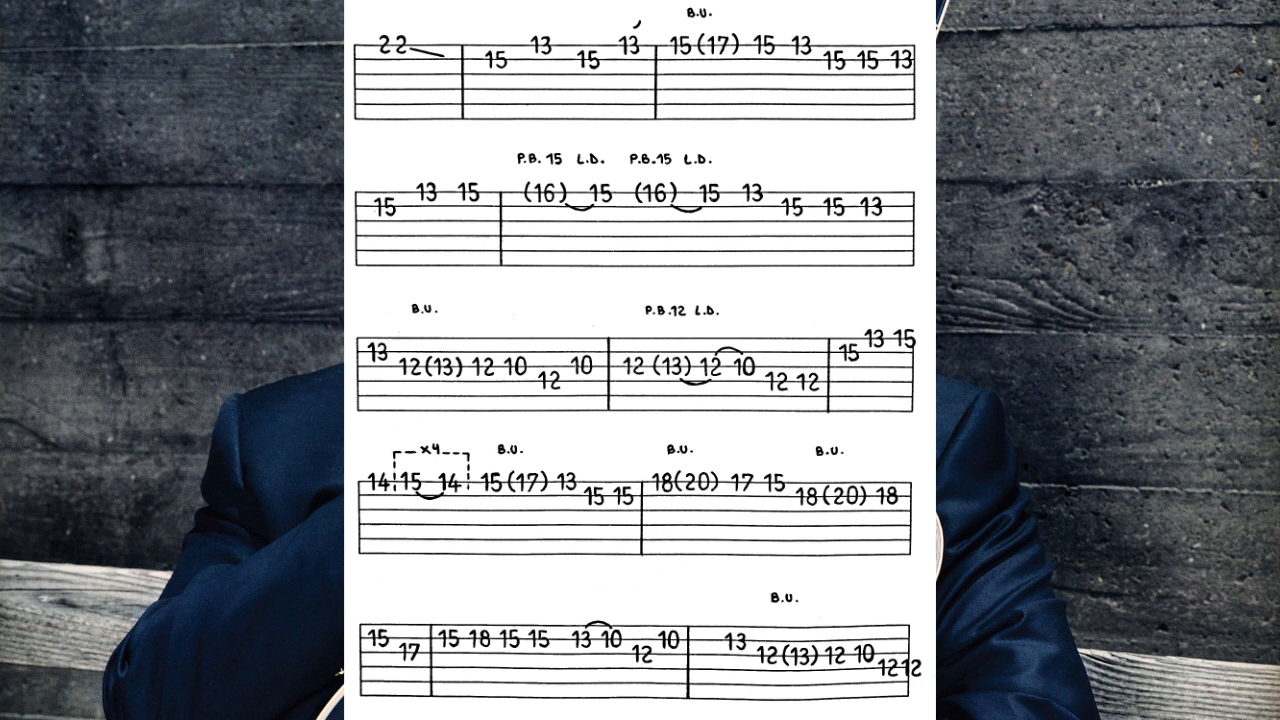 B.U.
22 15 13 15 13 15(17) 15 13 15 15 13
P.B. 15 L.D. P.B.15 L.D.
15 13 15 (16) 15 (16) 15 13 15 15 13
B.U. P.B.12 L.D.
13 12(13) 12 10 12 10 12 (13) 12 10 12 12 15 13 15
x4 B.U. B.U. B.U.
14 15 14 15(17) 13 15 15 18(20) 17 15 18(20) 18
B.U.
15 17 15 18 15 15 13 10 12 10 13 12(13) 12 10 12 12